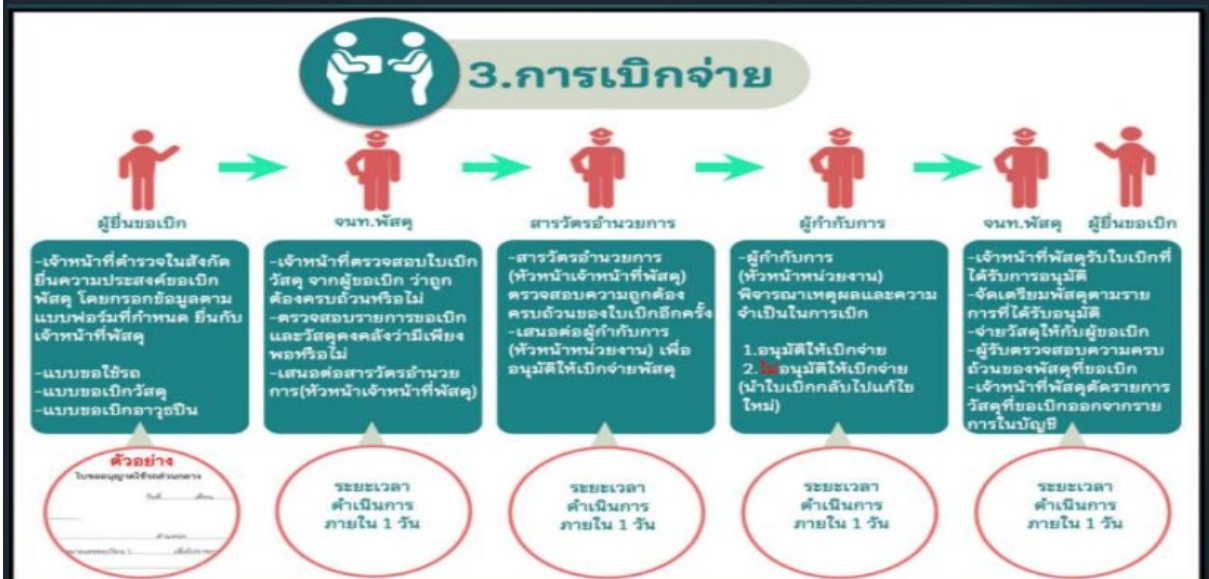 3.การเบิกจ่าย
ผู้ยื่นขอเบิก
จนท.พัสดุ
สารวัตรอำนวยการ
ผู้กำกับการ
จนท.พัสดุ
ผู้ยื่นขอเบิก
-เจ้าหน้าที่ตำรวจในสังกัด
ยื่นความประสงค์ขอเบิก
พัสดุ โดยกรอกข้อมูลตาม
แบบฟอร์มที่กำหนด ยื่นกับ
เจ้าหน้าที่พัสดุ
-แบบขอใช้รถ
-แบบขอเบิกวัสดุ
-แบบขอเบิกอาวุธปืน
-เจ้าหน้าที่ตรวจสอบใบเบิก
วัสดุ จากผู้ขอเบิก ว่าถูก
ต้องครบถ้วนหรือไม่
-ตรวจสอบรายการขอเบิก
และวัสดุคงคลังว่ามีเพียง
พอหรือไม่
-เสนอต่อสารวัตรอำนวย
การ(หัวหน้าเจ้าหน้าที่พัสดุ)
-สารวัตรอำนวยการ
(หัวหน้าเจ้าหน้าที่พัสดุ)
ตรวจสอบความถูกต้อง
ครบถ้วนของใบเบิกอีกครั้ง
-เสนอต่อผู้กำกับการ
(หัวหน้าหน่วยงาน) เพื่อ
อนุมัติให้เบิกจ่ายพัสดุ
-ผู้กำกับการ
(หัวหน้าหน่วยงาน)
พิจารณาเหตุผลและความ
จำเป็นในการเบิก
1.อนุมัติให้เบิกจ่าย
2.ไม่อนุมัติให้เบิกจ่าย
(นำใบเบิกกลับไปแก้ไข
ใหม่)
-เจ้าหน้าที่พัสดุรับใบเบิกที่
ได้รับการอนุมัติ
-จัดเตรียมพัสดุตามราย
การที่ได้รับอนุมัติ
-จ่ายวัสดุให้กับผู้ขอเบิก
-ผู้รับตรวจสอบความครบ
ถ้วนของพัสดุที่ขอเบิก
-เจ้าหน้าที่พัสดุตัดรายการ
วัสดุที่ขอเบิกออกจากราย
การในบัญชี
ตัวอย่าง
ใบขออนุญาตใช้รถส่วนกลาง
ระยะเวลา
ดำเนินการ
ภายใน 1 วัน
ระยะเวลา
ดำเนินการ
ภายใน 1 วัน
ระยะเวลา
ดำเนินการ
ภายใน 1 วัน
ระยะเวลา
ดำเนินการ
ภายใน 1 วัน